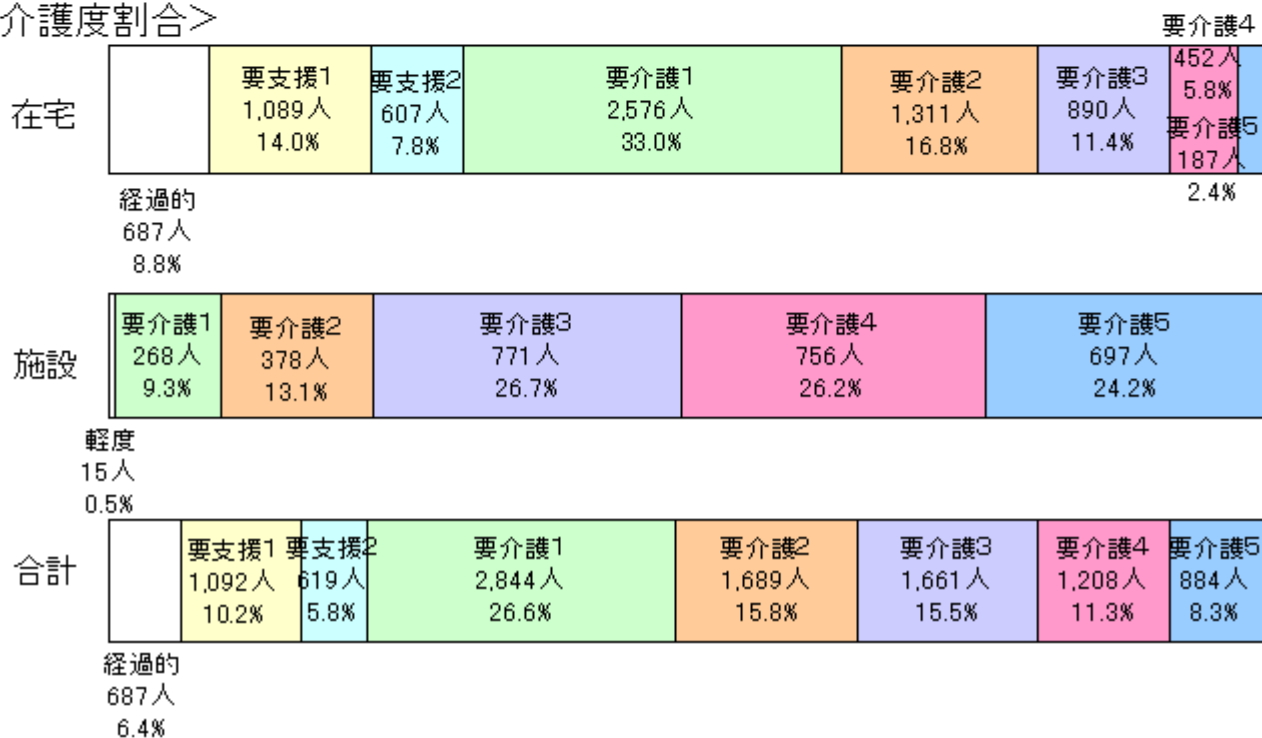 介護度割合>
在宅
経過的
687人
8.8%
要支援1
1,089人
14.0%
要支援2
607人
7.8%
要介護1
2,576人
33.0%
要介護2
1,311人
16.8%
要介護3
890人
11.4%
要介護4
452人
5.8%
要介護5
187人
2.4%
施設
軽度
15人
0.5%
要介護1
268人
9.3%
要介護2
378人
13.1%
要介護3
771人
26.7%
要介護4
756人
26.2%
要介護5
697人
24.2%
合計
経過的
687人
6.4%
要支援1
1,092人
10.2%
要支援2
619人
5.8%
要介護1
2,844人
26.6%
要介護2
1,689人
15.8%
要介護3
1,661人
15.5%
要介護4
1,208人
11.3%
要介護5
884人
8.3%